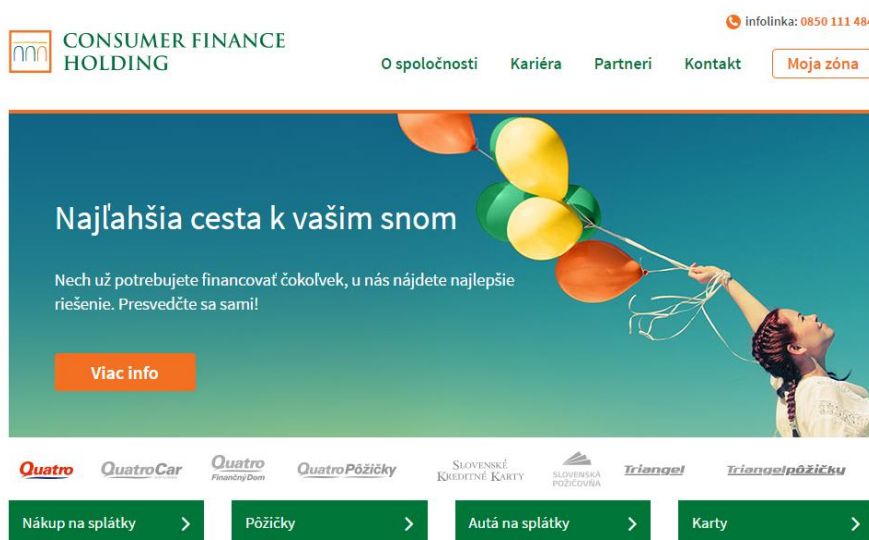 infolinka: 0850 111 484
CONSUMER FINANCE
HOLDING
O spoločnosti Kariéra Partneri Kontakt Moja zóna
Najľahšia cesta k vašim snom
Nech už potrebujete financovať čokoľvek, u nás nájdete najlepšie
riešenie. Presvedčte sa sami!
Viac info
Quatro QuatroCar Quatro Finančný Dom QuatroPôžičky Slovenské Kreditné Karty SLOVENSKÁ POŽIČOVŇA Triangel Triangelpôžičky
Nákup na splátky Pôžičky Autá na splátky Karty